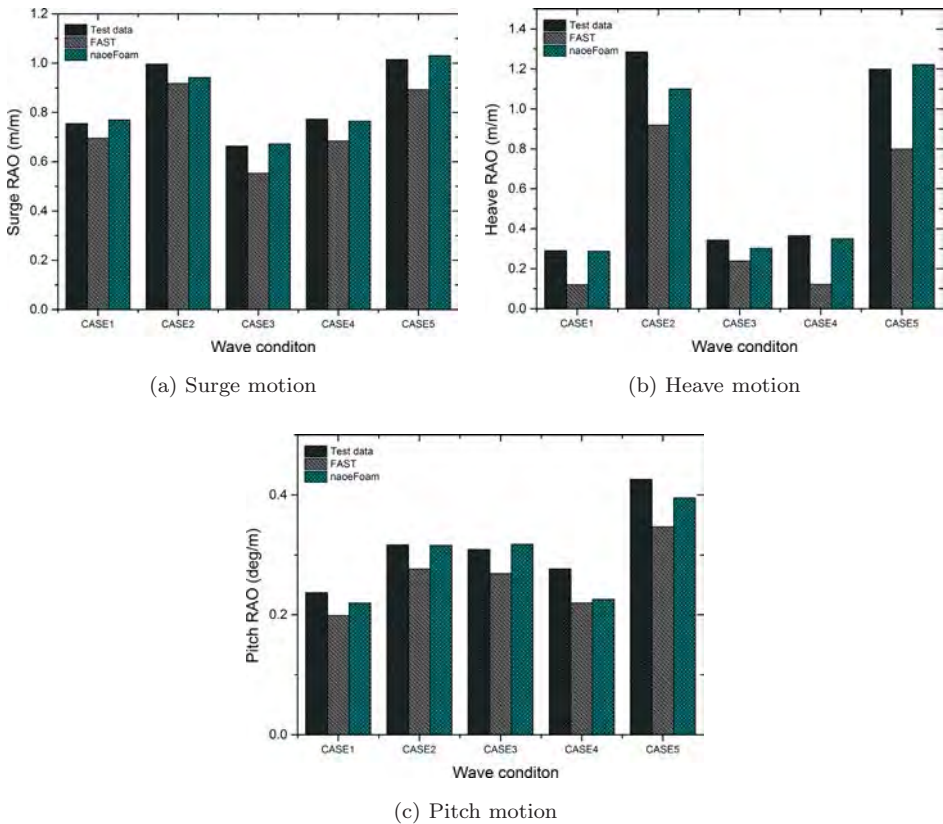 Test data
FAST
naoeFoam
Surge RAO (m/m)
1.2
1.0
0.8
0.6
0.4
0.2
0.0
CASE1 CASE2 CASE3 CASE4 CASE5
Wave conditon
(a) Surge motion
Test data
FAST
naoeFoam
Heave RAO (m/m)
1.4
1.2
1.0
0.8
0.6
0.4
0.2
0.0
CASE1 CASE2 CASE3 CASE4 CASE5
Wave conditon
(b) Heave motion
Test data
FAST
naoeFoam
Pitch RAO (deg/m)
0.4
0.2
0.0
CASE1 CASE2 CASE3 CASE4 CASE5
Wave conditon
(c) Pitch motion